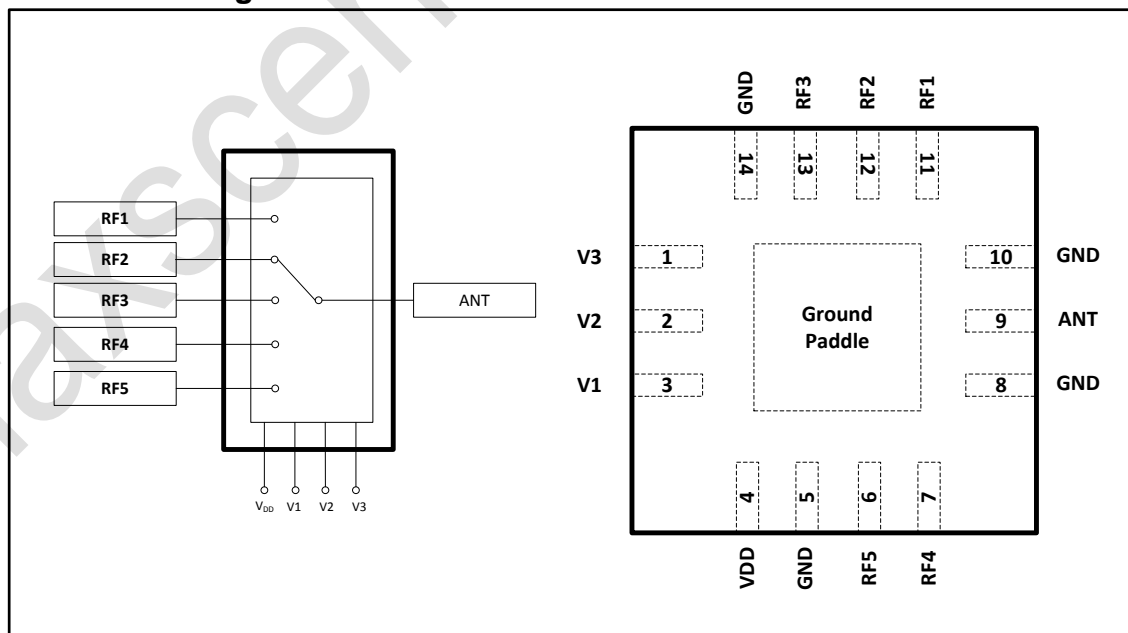 RF1
RF2
RF3
RF4
RF5
ANT
VDD V1 V2 V3
GND RF3 RF2 RF1
14 13 12 11
V3 1 10 GND
V2 2 Ground Paddle 9 ANT
V1 3 8 GND
4 5 6 7
VDD GND RF5 RF4